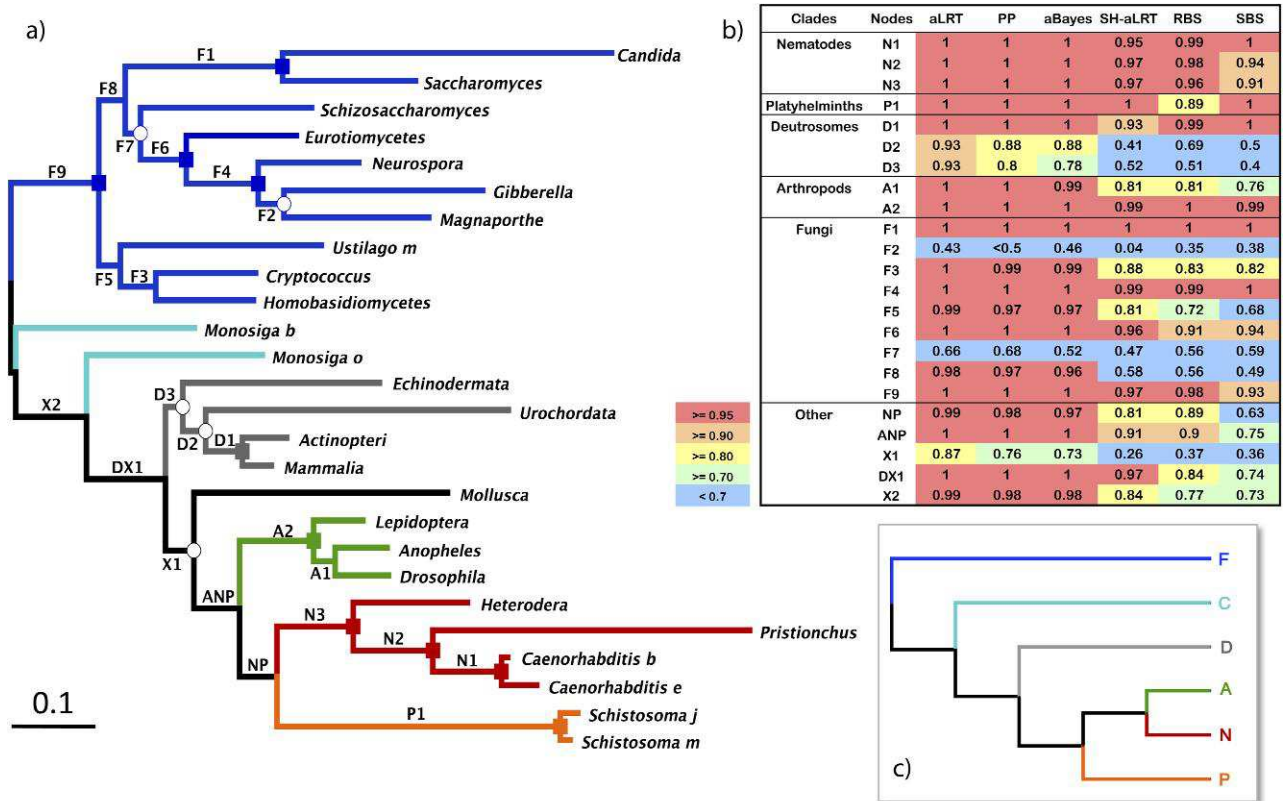 a)
F1
Candida
F8
Saccharomyces
Schizosaccharomyces
F7
F6
Eurotiomycetes
Neurospora
F9
F4
Gibberella
F2
Magnaporthe
Ustilago m
F5
F3
Cryptococcus
Homobasidiomycetes
Monosiga b
Monosiga o
X2
D3
Echinodermata
Urochordata
D2
D1
Actinopteri
Mammalia
DX1
Mollusca
X1
A2
Lepidoptera
Anopheles
A1
Drosophila
ANP
N3
Heterodera
N2
Pristionchus
NP
N1
Caenorhabditis b
Caenorhabditis e
P1
Schistosoma j
Schistosoma m
0.1
b)
Clades Nodes aLRT PP aBayes SH-aLRT RBS SBS
Nematodes N1 1 1 1 0.95 0.99 1
N2 1 1 1 0.97 0.98 0.94
N3 1 1 1 0.97 0.96 0.91
Platyhelminths P1 1 1 1 1 0.89 1
Deutrosomes D1 1 1 1 0.93 0.99 1
D2 0.93 0.88 0.88 0.41 0.69 0.5
D3 0.93 0.8 0.78 0.52 0.51 0.4
Arthropods A1 1 1 0.99 0.81 0.81 0.76
A2 1 1 1 0.99 1 0.99
Fungi F1 1 1 1 1 1 1
F2 0.43 <0.5 0.46 0.04 0.35 0.38
F3 1 0.99 0.99 0.88 0.83 0.82
F4 1 1 1 0.99 0.99 1
F5 0.99 0.97 0.97 0.81 0.72 0.68
F6 1 1 1 0.96 0.91 0.94
F7 0.66 0.68 0.52 0.47 0.56 0.59
F8 0.98 0.97 0.96 0.58 0.56 0.49
F9 1 1 1 0.97 0.98 0.93
Other NP 0.99 0.98 0.97 0.81 0.89 0.63
ANP 1 1 1 0.91 0.9 0.75
X1 0.87 0.76 0.73 0.26 0.37 0.36
DX1 1 1 1 0.97 0.84 0.74
X2 0.99 0.98 0.98 0.84 0.77 0.73
>= 0.95
>= 0.90
>= 0.80
>= 0.70
< 0.7
F
C
D
A
N
P
c)